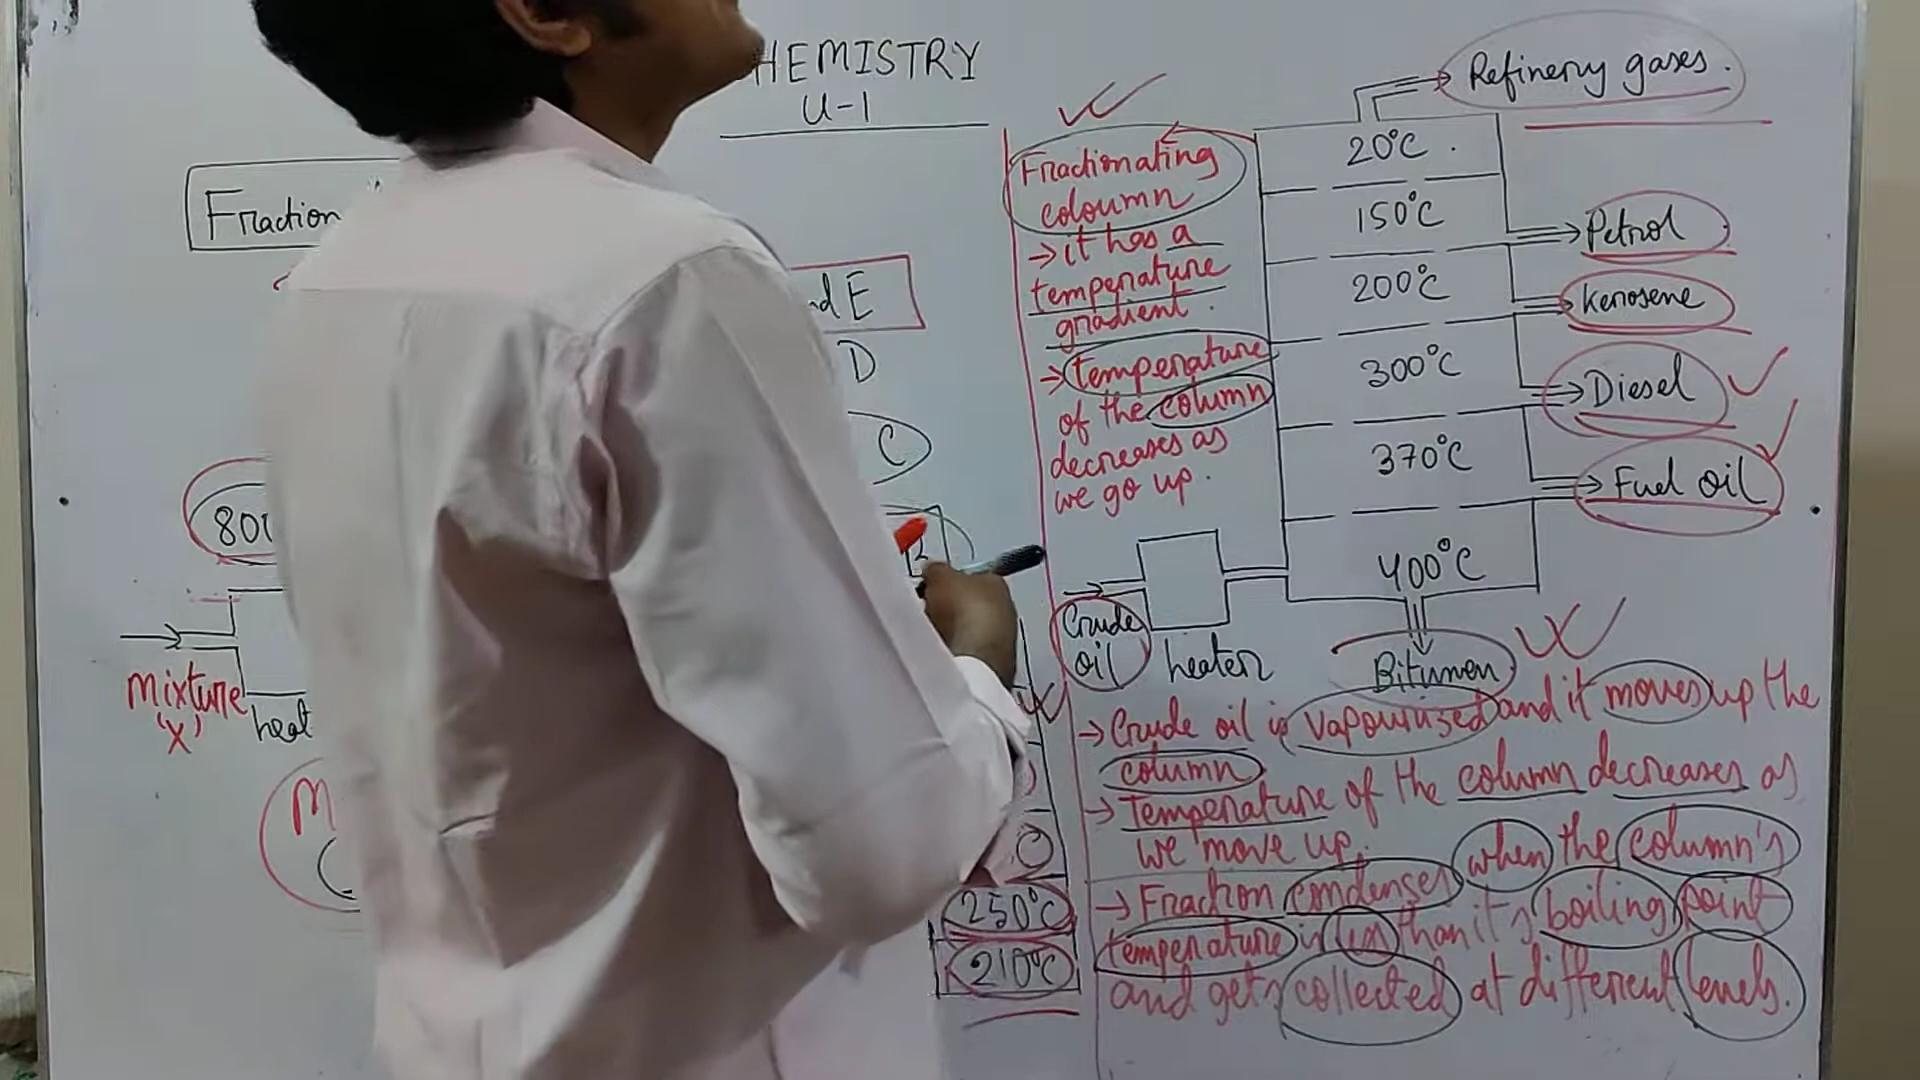 HEMISTRY
U-1
Fraction
nd E
D
C
mixture
'x'
heat
250°C
210°C
Fractionating
coloumn
→ it has a
temperature
gradient.
→ temperature
of the column
decreases as
we go up.
20°C
150°C
200°C
300°C
370°C
400°C
Refinery gases.
Petrol
Kerosene
Diesel
Fuel oil
Bitumen
Crude
oil
heater
→ Crude oil is vapourized and it moves up the
column
→ Temperature of the column decreases as
we move up.
→ Fraction condenses when the column's
temperature is less than it's boiling point
and gets collected at different levels.